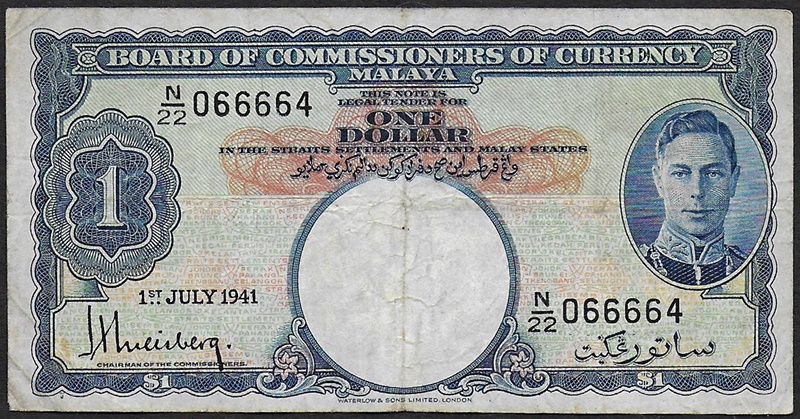 BOARD OF COMMISSIONERS OF CURRENCY
MALAYA
N/22 066664
THIS NOTE IS
LEGAL TENDER FOR
ONE
DOLLAR
IN THE STRAITS SETTLEMENTS AND MALAY STATES
1
1ST JULY 1941
N/22 066664
CHAIRMAN OF THE COMMISSIONERS.
ساتو رڠݢيت
$1
$1
WATERLOW & SONS LIMITED, LONDON.